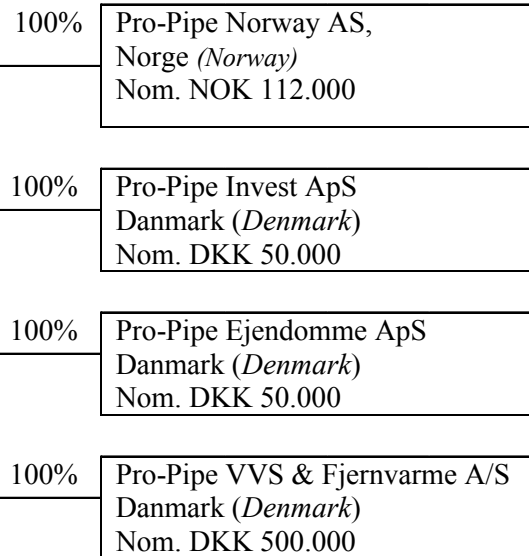 100% Pro-Pipe Norway AS,
Norge (Norway)
Nom. NOK 112.000
100% Pro-Pipe Invest ApS
Danmark (Denmark)
Nom. DKK 50.000
100% Pro-Pipe Ejendomme ApS
Danmark (Denmark)
Nom. DKK 50.000
100% Pro-Pipe VVS & Fjernvarme A/S
Danmark (Denmark)
Nom. DKK 500.000